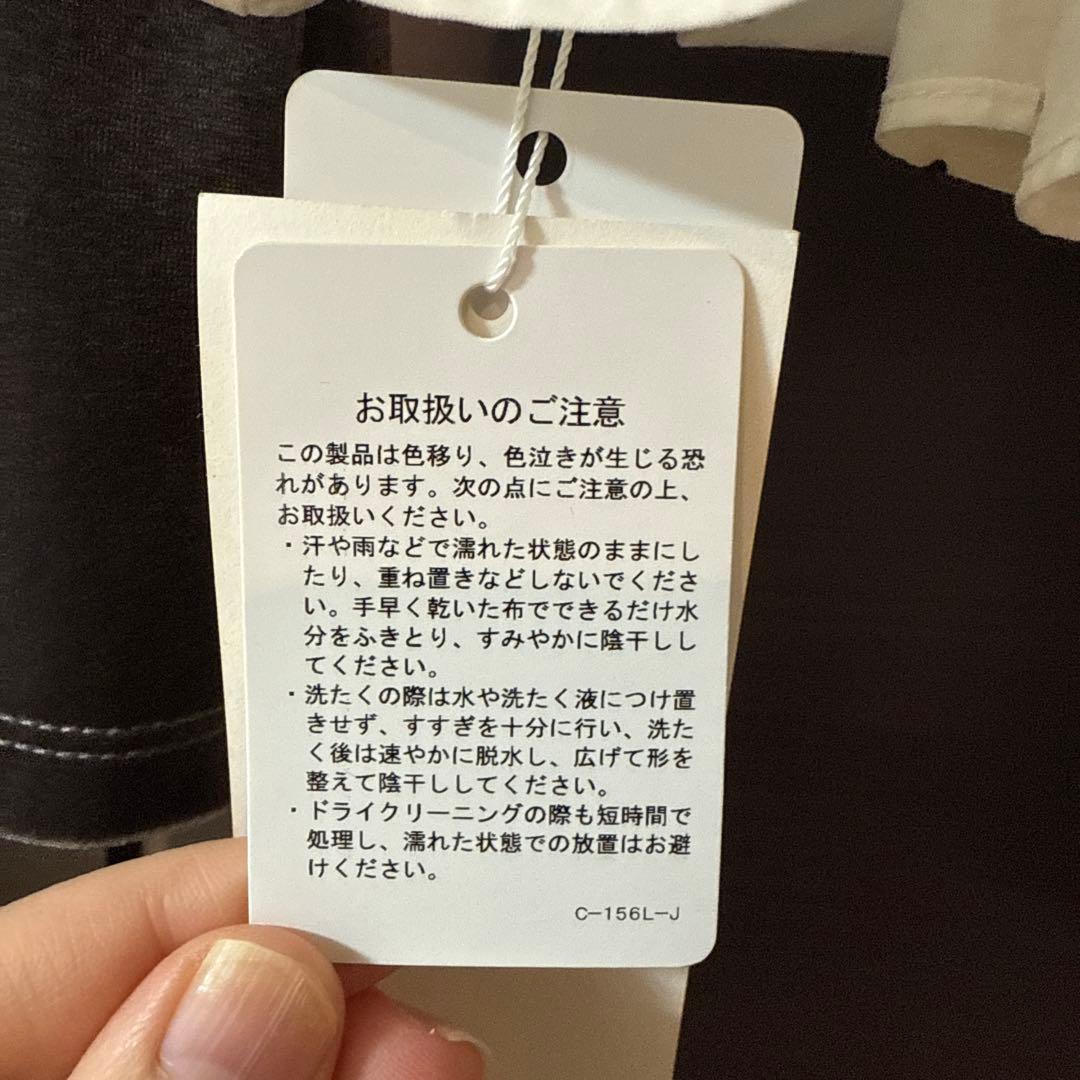 お取扱いのご注意
この製品は色移り、色泣きが生じる恐
れがあります。次の点にご注意の上、
お取扱いください。
・汗や雨などで濡れた状態のままにし
たり、重ね置きなどしないでくださ
い。手早く乾いた布でできるだけ水
分をふきとり、すみやかに陰干しし
てください。
・洗たくの際は水や洗たく液につけ置
きせず、すすぎを十分に行い、洗た
く後は速やかに脱水し、広げて形を
整えて陰干ししてください。
・ドライクリーニングの際も短時間で
処理し、濡れた状態での放置はお避
けください。
C-156L-J